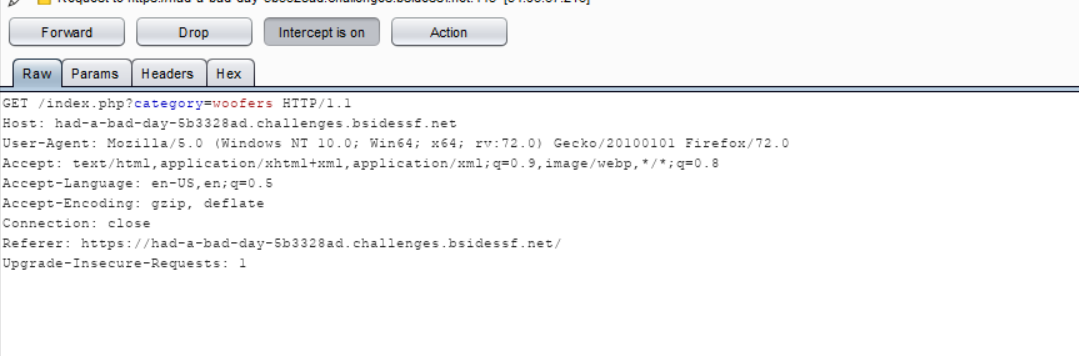 Forward Drop Intercept is on Action
Raw Params Headers Hex
GET /index.php?category=woofers HTTP/1.1
Host: had-a-bad-day-5b3328ad.challenges.bsidessf.net
User-Agent: Mozilla/5.0 (Windows NT 10.0; Win64; x64; rv:72.0) Gecko/20100101 Firefox/72.0
Accept: text/html,application/xhtml+xml,application/xml;q=0.9,image/webp,*/*;q=0.8
Accept-Language: en-US,en;q=0.5
Accept-Encoding: gzip, deflate
Connection: close
Referer: https://had-a-bad-day-5b3328ad.challenges.bsidessf.net/
Upgrade-Insecure-Requests: 1